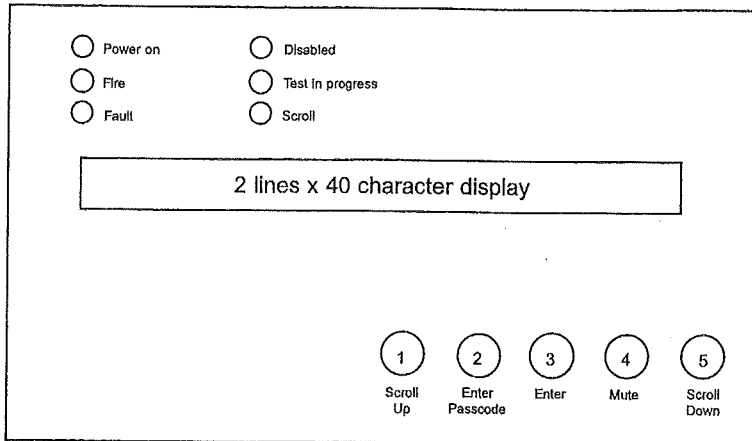 Power on
Disabled
Fire
Test in progress
Fault
Scroll
2 lines x 40 character display
1 2 3 4 5
Scroll Up
Enter Passcode
Enter
Mute
Scroll Down